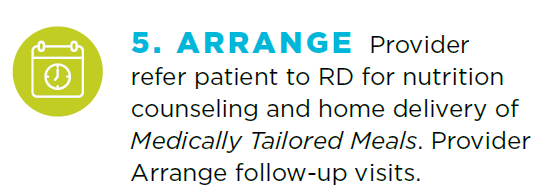 5. ARRANGE Provider
refer patient to RD for nutrition
counseling and home delivery of
Medically Tailored Meals. Provider
Arrange follow-up visits.